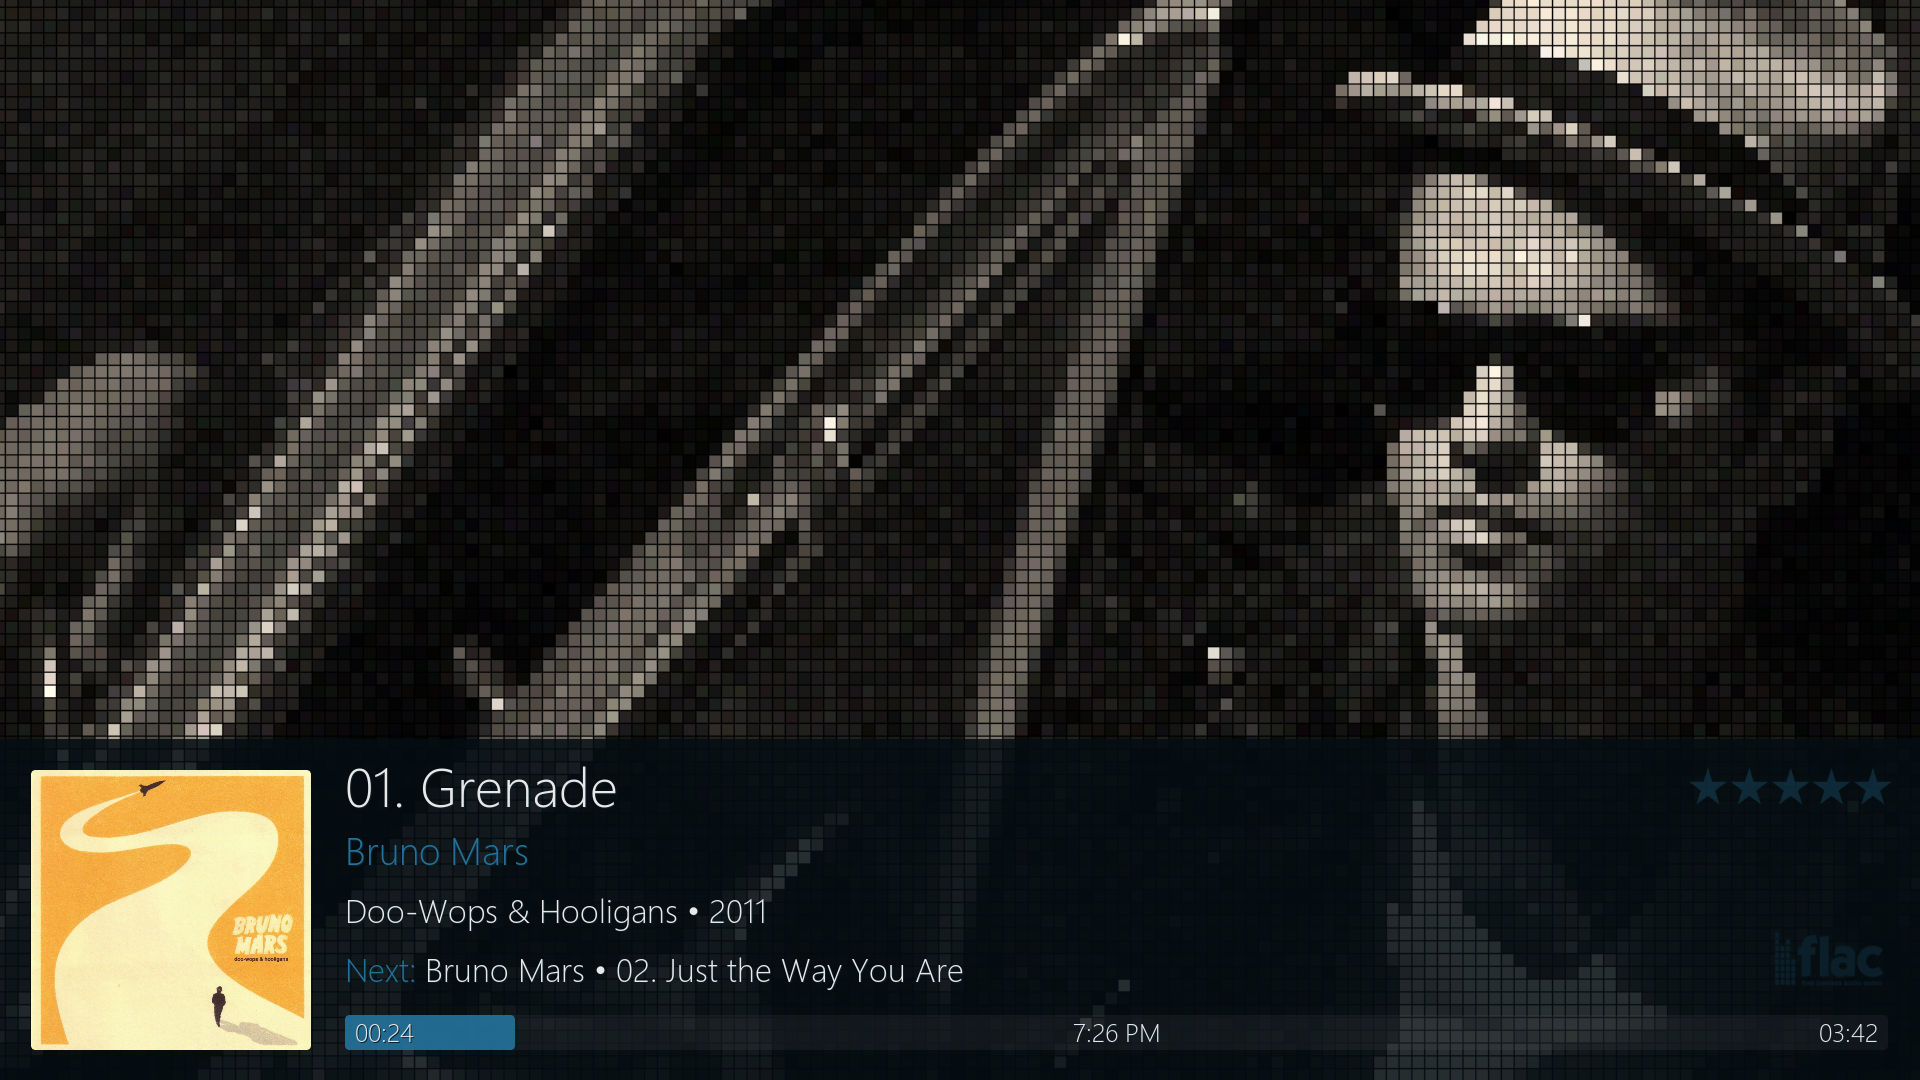 01. Grenade
Bruno Mars
Doo-Wops & Hooligans • 2011
Next: Bruno Mars • 02. Just the Way You Are
00:24
7:26 PM
03:42
BRUNO
MARS
doo-wops & hooligans
flac